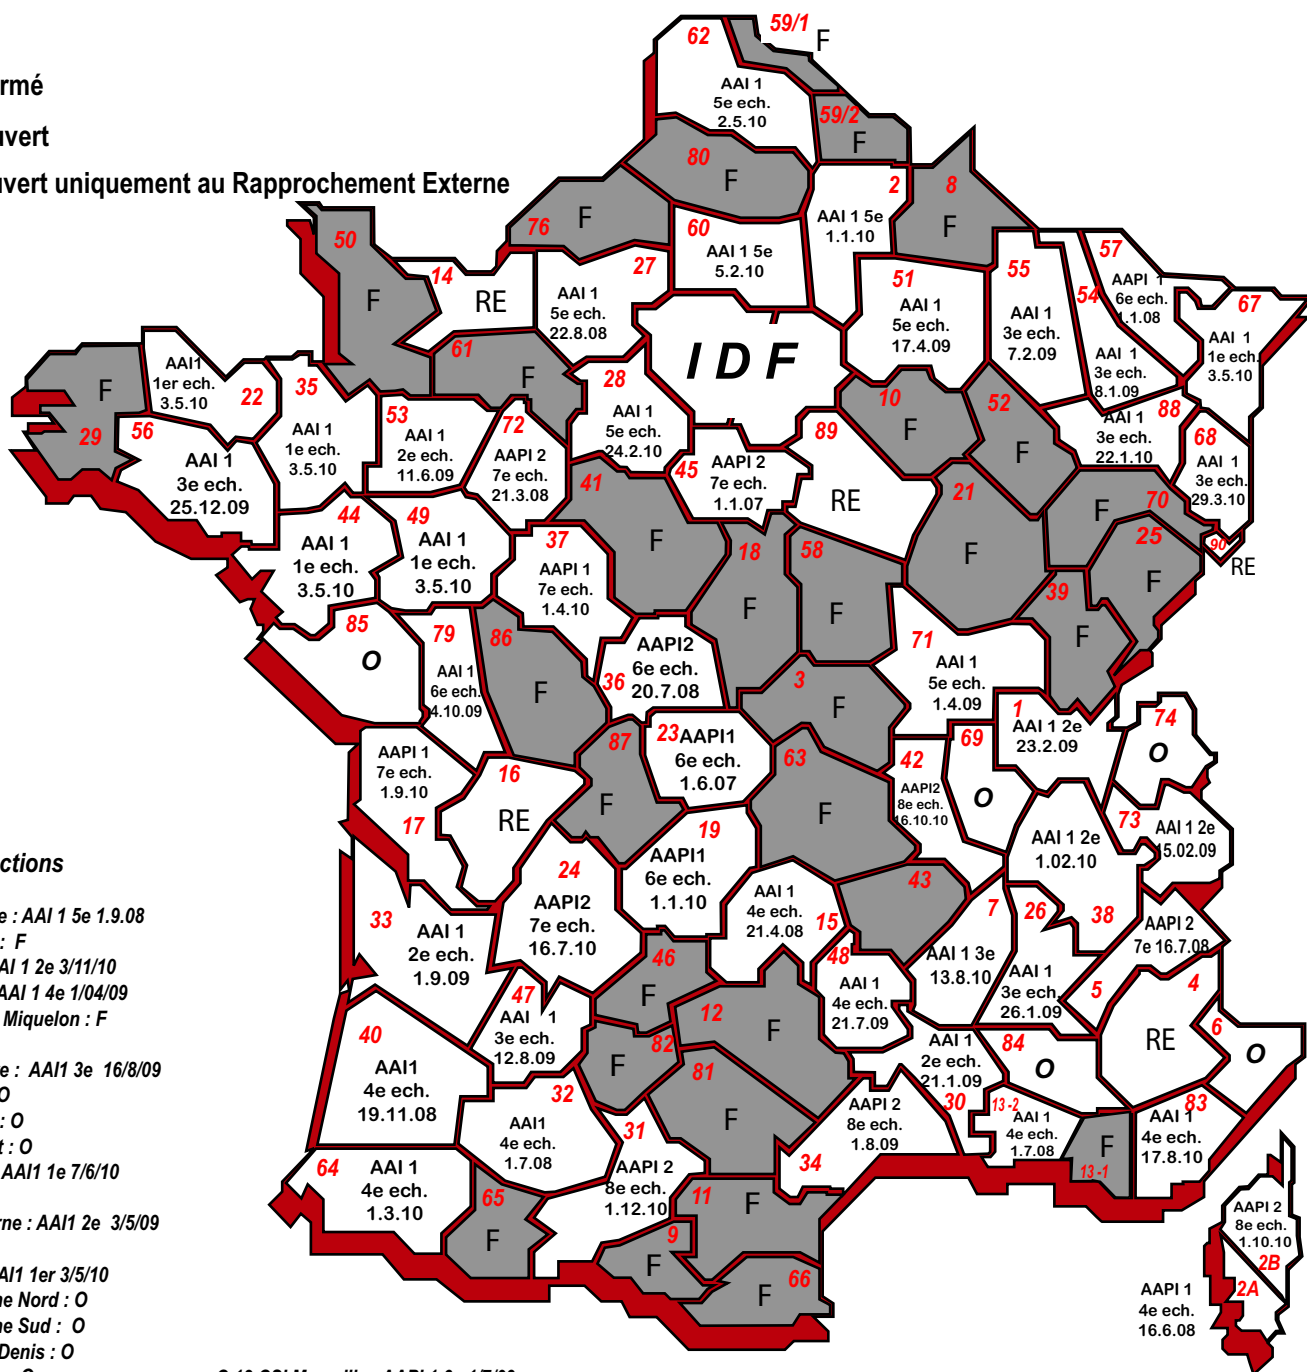 rmé
uvert
uvert uniquement au Rapprochement Externe
59/1
F
62
AAI 1
5e ech.
2.5.10
59/2
F
80
F
2
AAI 1 5e
1.1.10
8
F
76
F
60
AAI 1 5e
5.2.10
50
F
14
RE
27
AAI 1
5e ech.
22.8.08
51
AAI 1
5e ech.
17.4.09
55
AAI 1
3e ech.
7.2.09
54
AAI 1
3e ech.
8.1.09
57
AAPI 1
6e ech.
1.1.08
67
AAI 1
1e ech.
3.5.10
61
F
IDF
29
F
22
AAI1
1er ech.
3.5.10
35
AAI 1
1e ech.
3.5.10
56
AAI 1
3e ech.
25.12.09
53
AAI 1
2e ech.
11.6.09
72
AAPI 2
7e ech.
21.3.08
28
AAI 1
5e ech.
24.2.10
45
AAPI 2
7e ech.
1.1.07
89
RE
10
F
52
F
88
AAI 1
3e ech.
22.1.10
68
AAI 1
3e ech.
29.3.10
41
F
21
F
70
F
25
F
90
RE
44
AAI 1
1e ech.
3.5.10
49
AAI 1
1e ech.
3.5.10
37
AAPI 1
7e ech.
1.4.10
18
F
58
F
39
F
85
O
79
AAI 1
6e ech.
4.10.09
86
F
36
AAPI2
6e ech.
20.7.08
3
F
71
AAI 1
5e ech.
1.4.09
1
AAI 1 2e
23.2.09
74
O
17
AAPI 1
7e ech.
1.9.10
16
RE
87
F
23
AAPI1
6e ech.
1.6.07
63
F
42
AAPI2
8e ech.
16.10.10
69
O
38
AAI 1 2e
1.02.10
73
AAI 1 2e
15.02.09
19
AAPI1
6e ech.
1.1.10
24
AAPI2
7e ech.
16.7.10
33
AAI 1
2e ech.
1.9.09
15
AAI 1
4e ech.
21.4.08
43
F
7
AAI 1 3e
13.8.10
26
AAI 1
3e ech.
26.1.09
5
AAPI 2
7e 16.7.08
4
RE
6
O
46
F
48
AAI 1
4e ech.
21.7.09
47
AAI 1
3e ech.
12.8.09
12
F
40
AAI1
4e ech.
19.11.08
82
F
81
F
32
AAI1
4e ech.
1.7.08
30
AAI 1
2e ech.
21.1.09
84
O
13-2
AAI 1
4e ech.
1.7.08
13-1
F
83
AAI 1
4e ech.
17.8.10
64
AAI 1
4e ech.
1.3.10
65
F
31
AAPI 2
8e ech.
1.12.10
34
AAPI 2
8e ech.
1.8.09
11
F
9
F
66
F
2B
AAPI 2
8e ech.
1.10.10
2A
AAPI 1
4e ech.
16.6.08
ctions
e : AAI 1 5e 1.9.08
: F
AI 1 2e 3/11/10
AAI 1 4e 1/04/09
Miquelon : F
e : AAI1 3e 16/8/09
O
: O
t : O
AAI1 1e 7/6/10
rne : AAI1 2e 3/5/09
AI1 1er 3/5/10
ne Nord : O
ne Sud : O
Denis : O